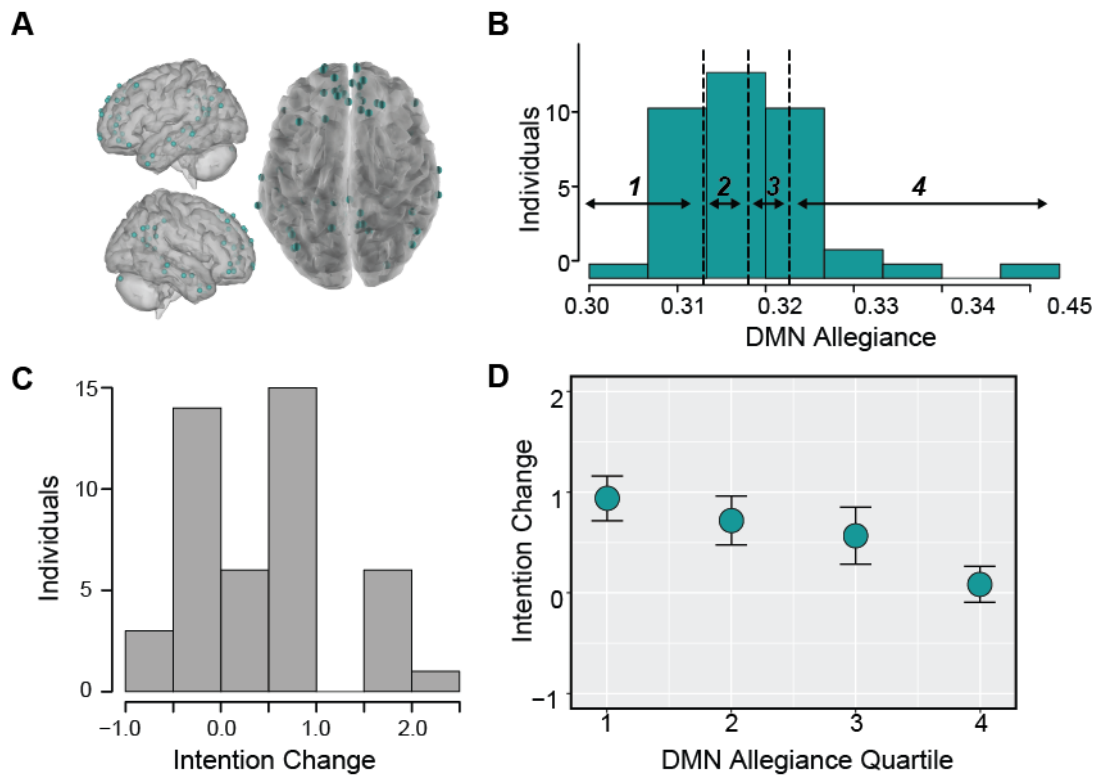 A
B
Individuals
10
5
0
1
2
3
4
0.30 0.31 0.32 0.33 0.34 0.45
DMN Allegiance
C
Individuals
15
10
5
0
−1.0 0.0 1.0 2.0
Intention Change
D
Intention Change
2
1
0
−1
1 2 3 4
DMN Allegiance Quartile